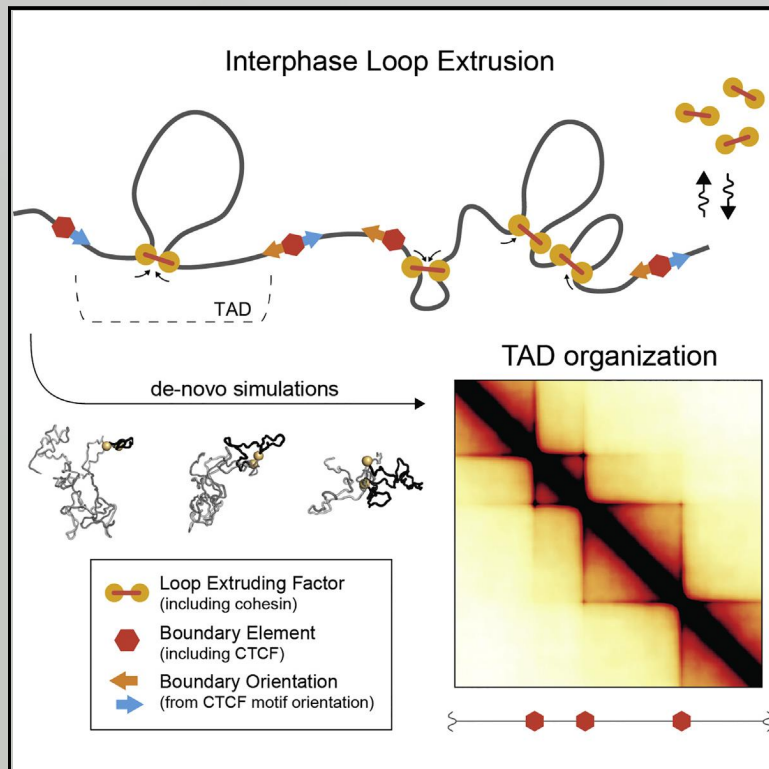 Interphase Loop Extrusion
TAD
de-novo simulations
TAD organization
Loop Extruding Factor
(including cohesin)
Boundary Element
(including CTCF)
Boundary Orientation
(from CTCF motif orientation)